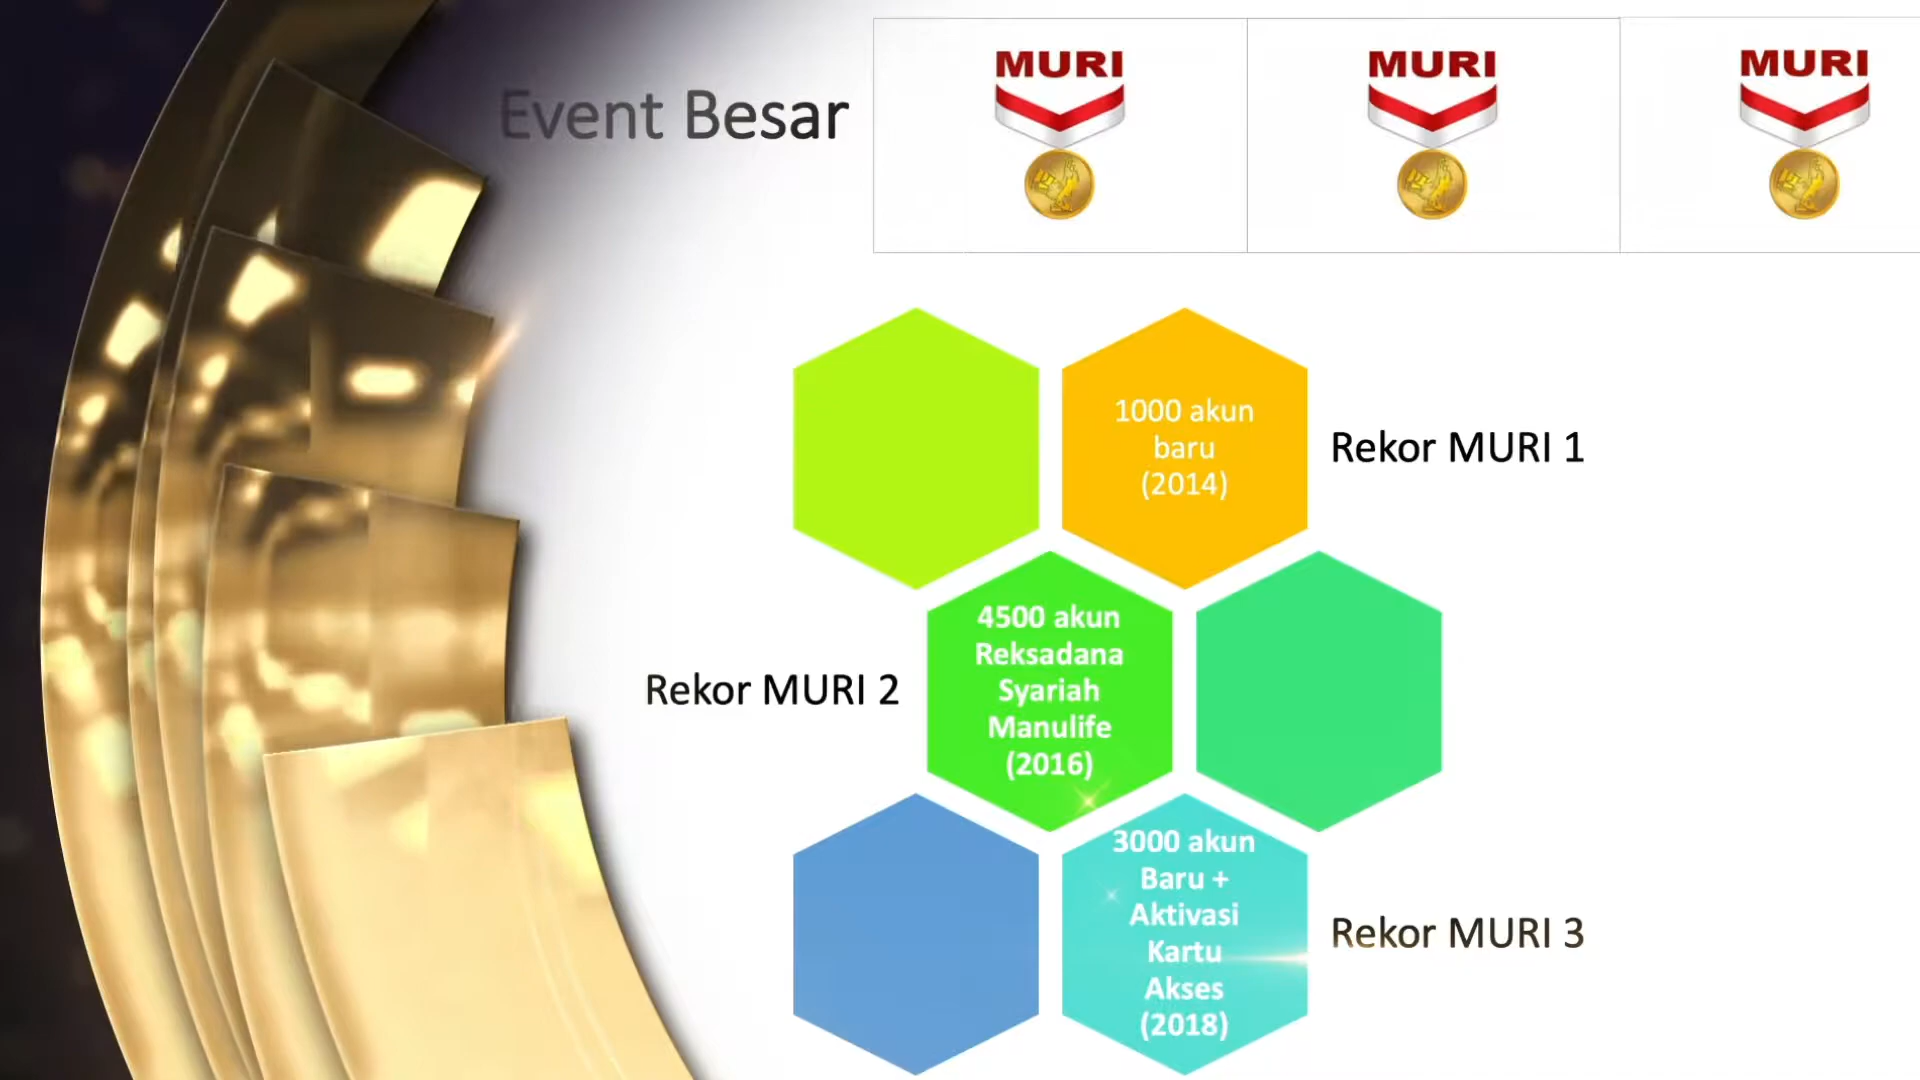 MURI
MURI
MURI
Event Besar
1000 akun
baru
(2014)
Rekor MURI 1
4500 akun
Reksadana
Syariah
Manulife
(2016)
Rekor MURI 2
3000 akun
Baru +
Aktivasi
Kartu
Akses
(2018)
Rekor MURI 3